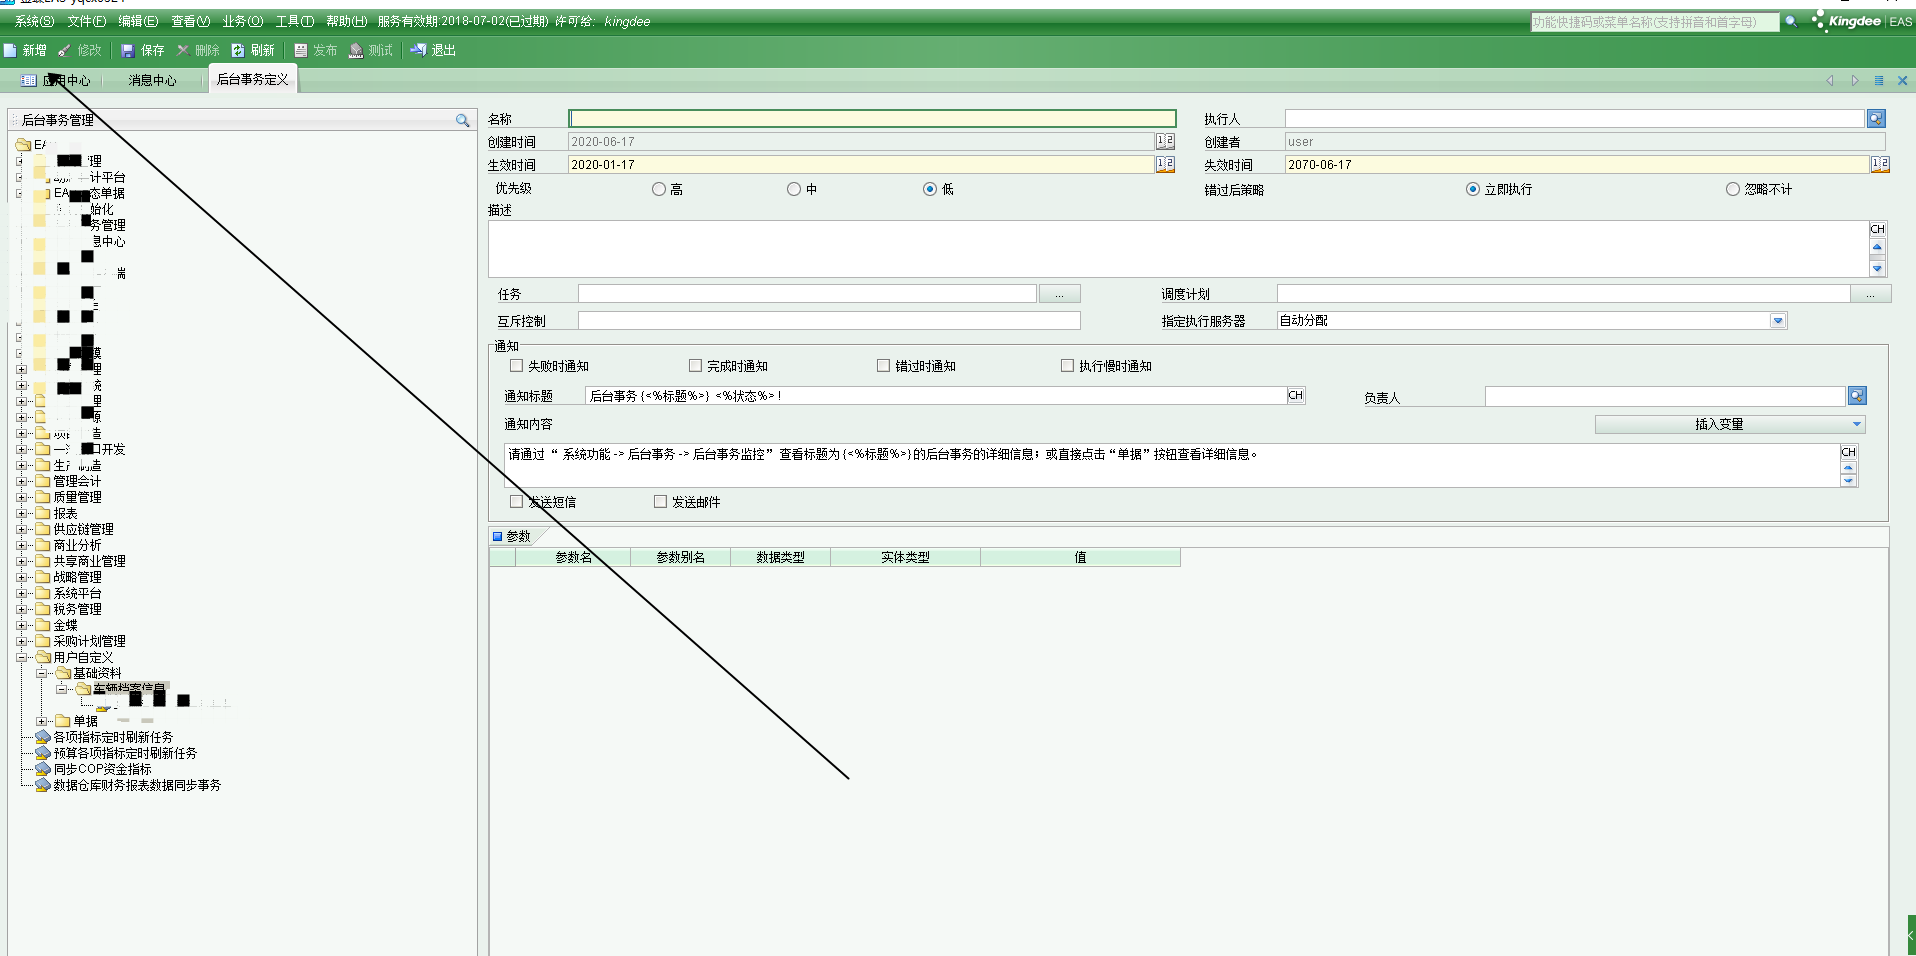 系统(S) 文件(F) 编辑(E) 查看(V) 业务(O) 工具(T) 帮助(H) 服务有效期:2018-07-02(已过期) 许可给: kingdee
功能快捷码或菜单名称(支持拼音和首字母)
Kingdee EAS
新增 修改 保存 删除 刷新 发布 测试 退出
应用中心 消息中心 后台事务定义
后台事务管理
理
计平台
态单据
始化
务管理
息中心
端
模
理
统
理
源
造
口开发
生产制造
管理会计
质量管理
报表
供应链管理
商业分析
共享商业管理
战略管理
系统平台
税务管理
金蝶
采购计划管理
用户自定义
基础资料
车辆档案信息
单据
各项指标定时刷新任务
预算各项指标定时刷新任务
同步COP资金指标
数据仓库财务报表数据同步事务
名称 执行人
创建时间 2020-06-17 创建者 user
生效时间 2020-01-17 失效时间 2070-06-17
优先级 高 中 低 错过后策略 立即执行 忽略不计
描述
CH
任务 ... 调度计划 ...
互斥控制 指定执行服务器 自动分配
通知
失败时通知 完成时通知 错过时通知 执行慢时通知
通知标题 后台事务{<%标题%>} <%状态%>! CH 负责人
通知内容 插入变量
请通过“ 系统功能 -> 后台事务 -> 后台事务监控” 查看标题为{<%标题%>}的后台事务的详细信息; 或直接点击“单据”按钮查看详细信息。 CH
发送短信 发送邮件
参数
参数名 参数别名 数据类型 实体类型 值